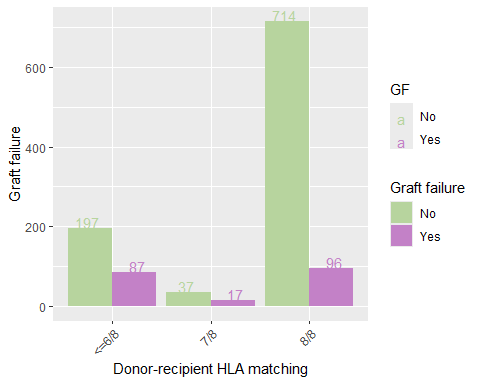 714
600
400
200
0
197
87
37
17
96
<=6/8
7/8
8/8
Graft failure
Donor-recipient HLA matching
GF
a No
a Yes
Graft failure
No
Yes